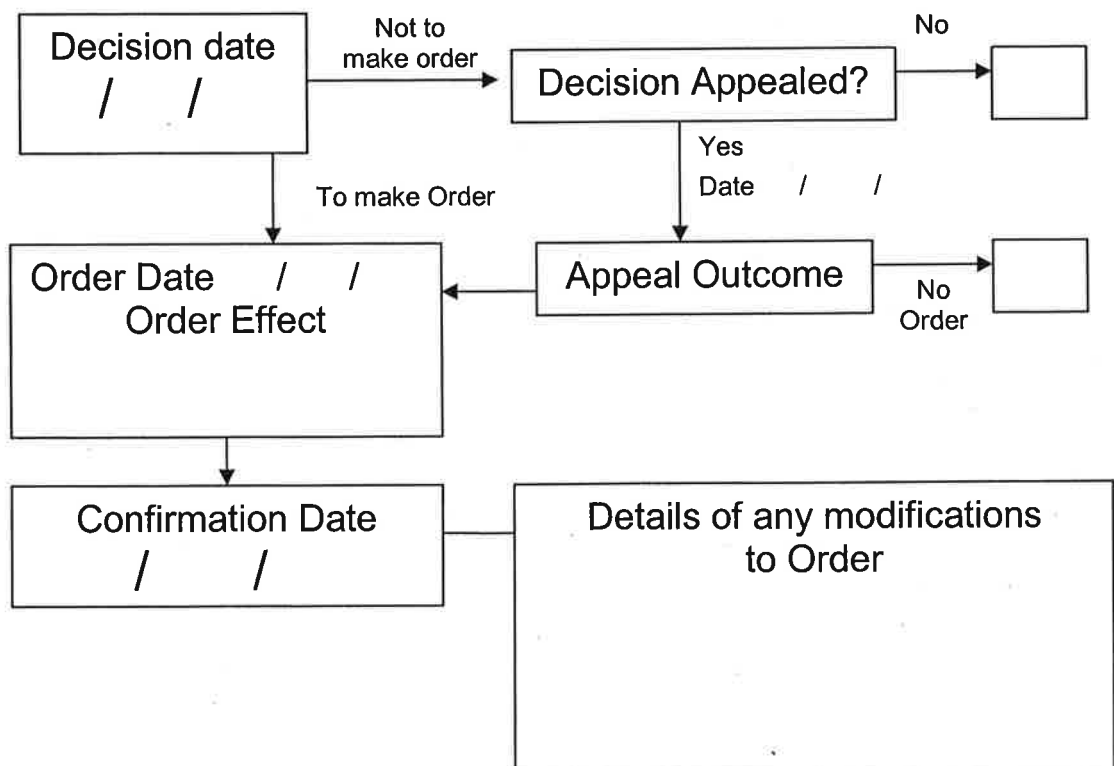 Decision date
/ /
Not to
make order
Decision Appealed?
No
Yes
Date / /
To make Order
Order Date / /
Order Effect
Appeal Outcome
No
Order
Confirmation Date
/ /
Details of any modifications
to Order